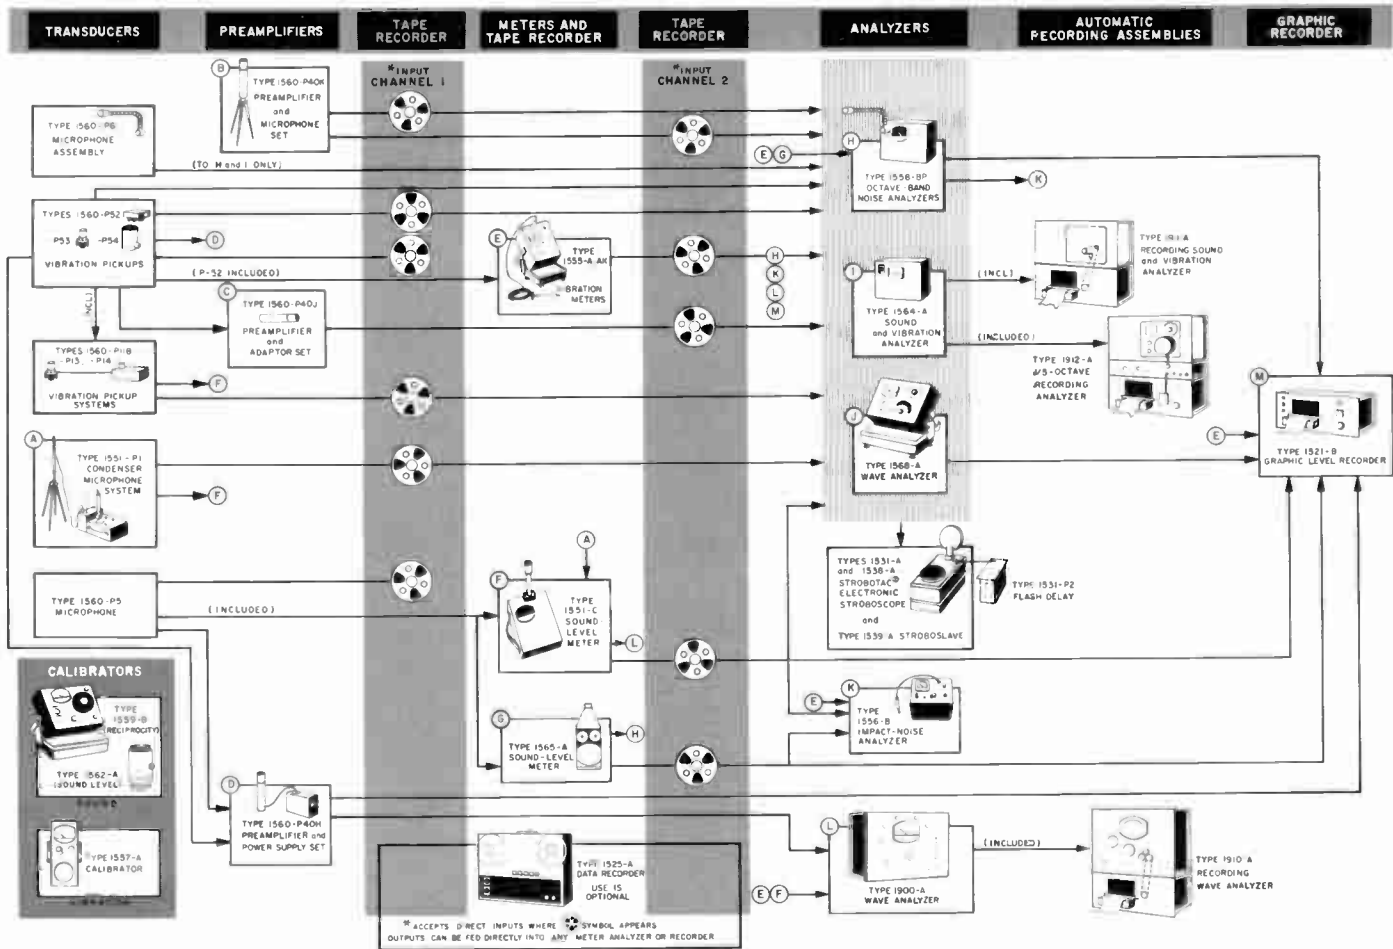 TRANSDUCERS
PREAMPLIFIERS
TAPE
RECORDER
METERS AND
TAPE RECORDER
TAPE
RECORDER
ANALYZERS
AUTOMATIC
RECORDING ASSEMBLIES
GRAPHIC
RECORDER
*INPUT
CHANNEL 1
*INPUT
CHANNEL 2
B
TYPE 1560-P40K
PREAMPLIFIER
and
MICROPHONE
SET
TYPE 1560-P6
MICROPHONE
ASSEMBLY
(TO H and I ONLY)
TYPES 1560-P52
-P53
-P54
VIBRATION PICKUPS
D
(P-52 INCLUDED)
(INCL)
C
TYPE 1560-P40J
PREAMPLIFIER
and
ADAPTOR SET
TYPES 1560-P11B
-P13, -P14
VIBRATION PICKUP
SYSTEMS
F
A
TYPE 1551-P1
CONDENSER
MICROPHONE
SYSTEM
F
TYPE 1560-P5
MICROPHONE
(INCLUDED)
CALIBRATORS
TYPE
1559-B
(RECIPROCITY)
TYPE 1562-A
(SOUND LEVEL)
SOUND
TYPE 1557-A
CALIBRATOR
VIBRATION
D
TYPE 1560-P40H
PREAMPLIFIER and
POWER SUPPLY SET
E
TYPE
1553-A, AK
VIBRATION
METERS
H
K
L
M
A
F
TYPE
1551-C
SOUND-
LEVEL
METER
L
G
TYPE 1565-A
SOUND-LEVEL
METER
H
TYPE 1525-A
DATA RECORDER
USE IS
OPTIONAL
* ACCEPTS DIRECT INPUTS WHERE SYMBOL APPEARS
OUTPUTS CAN BE FED DIRECTLY INTO ANY METER ANALYZER OR RECORDER
E G
H
TYPE 1558-BP
OCTAVE-BAND
NOISE ANALYZERS
K
I
TYPE 1564-A
SOUND
and VIBRATION
ANALYZER
(INCL)
TYPE 1911-A
RECORDING SOUND
and VIBRATION
ANALYZER
(INCLUDED)
TYPE 1912-A
1/3-OCTAVE
RECORDING
ANALYZER
J
TYPE 1568-A
WAVE ANALYZER
M
E
TYPE 1521-B
GRAPHIC LEVEL RECORDER
TYPES 1531-A
and 1538-A
STROBOTAC®
ELECTRONIC
STROBOSCOPE
and
TYPE 1539-A STROBOSLAVE
TYPE 1531-P2
FLASH DELAY
E
K
TYPE
1556-B
IMPACT-NOISE
ANALYZER
L
E F
TYPE 1900-A
WAVE ANALYZER
(INCLUDED)
TYPE 1910-A
RECORDING
WAVE ANALYZER